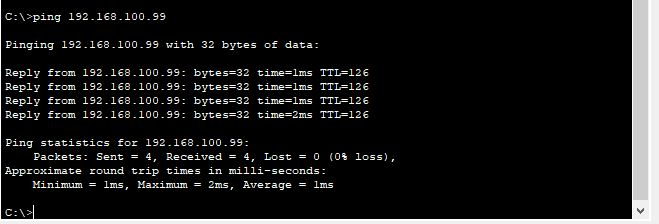 C:\>ping 192.168.100.99
Pinging 192.168.100.99 with 32 bytes of data:
Reply from 192.168.100.99: bytes=32 time=1ms TTL=126
Reply from 192.168.100.99: bytes=32 time=1ms TTL=126
Reply from 192.168.100.99: bytes=32 time=1ms TTL=126
Reply from 192.168.100.99: bytes=32 time=2ms TTL=126
Ping statistics for 192.168.100.99:
Packets: Sent = 4, Received = 4, Lost = 0 (0% loss),
Approximate round trip times in milli-seconds:
Minimum = 1ms, Maximum = 2ms, Average = 1ms
C:\>